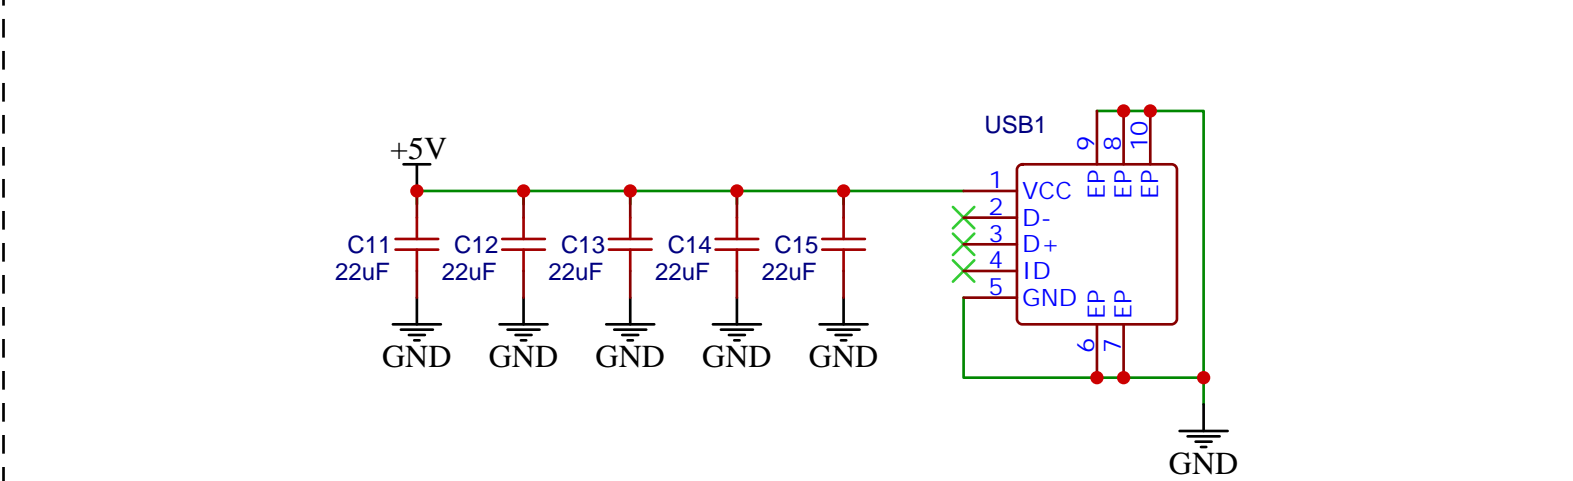 USB1
+5V
9
8
10
EP
EP
EP
1
VCC
2
D-
3
D+
4
ID
5
GND
EP
EP
6
7
C11
22uF
C12
22uF
C13
22uF
C14
22uF
C15
22uF
GND
GND
GND
GND
GND
GND